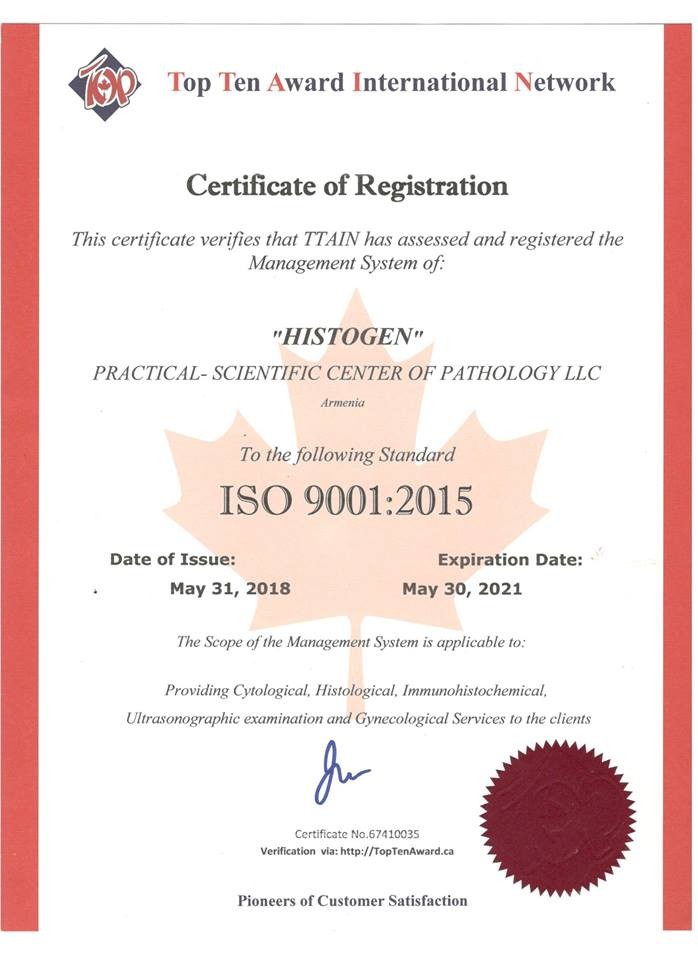 TOP
Top Ten Award International Network
Certificate of Registration
This certificate verifies that TTAIN has assessed and registered the
Management System of:
"HISTOGEN"
PRACTICAL- SCIENTIFIC CENTER OF PATHOLOGY LLC
Armenia
To the following Standard
ISO 9001:2015
Date of Issue: Expiration Date:
May 31, 2018 May 30, 2021
The Scope of the Management System is applicable to:
Providing Cytological, Histological, Immunohistochemical,
Ultrasonographic examination and Gynecological Services to the clients
Certificate No.67410035
Verification via: http://TopTenAward.ca
Pioneers of Customer Satisfaction